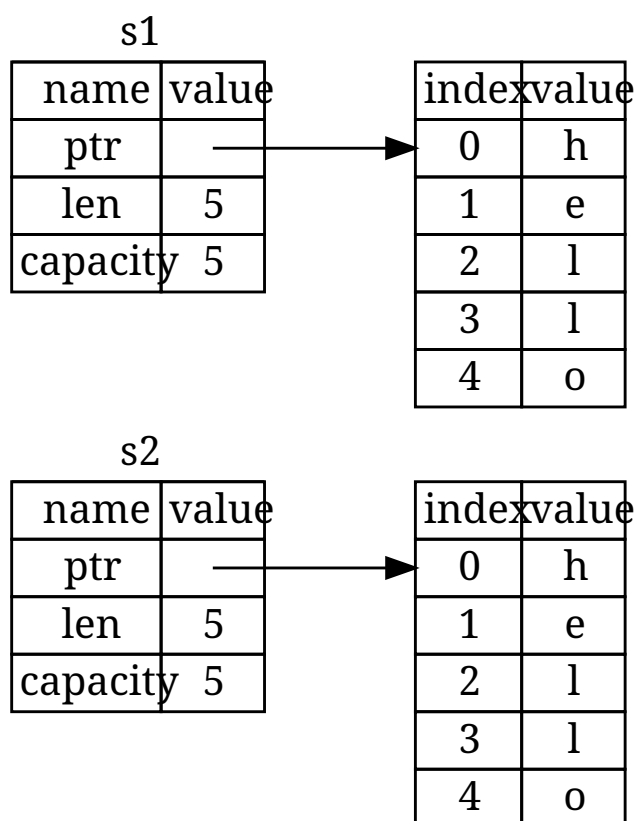 s1
name value
ptr
len 5
capacity 5
index value
0 h
1 e
2 l
3 l
4 o
s2
name value
ptr
len 5
capacity 5
index value
0 h
1 e
2 l
3 l
4 o